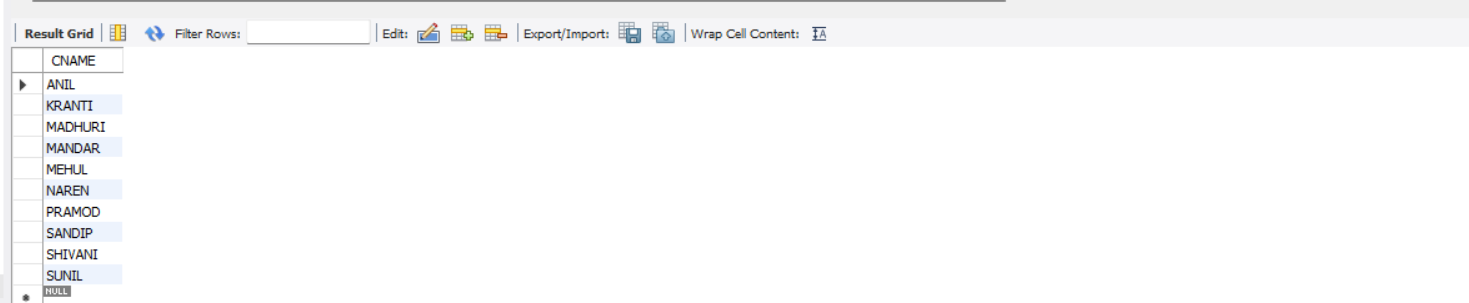 Result Grid Filter Rows: Edit: Export/Import: Wrap Cell Content: IA
CNAME
ANIL
KRANTI
MADHURI
MANDAR
MEHUL
NAREN
PRAMOD
SANDIP
SHIVANI
SUNIL
NULL